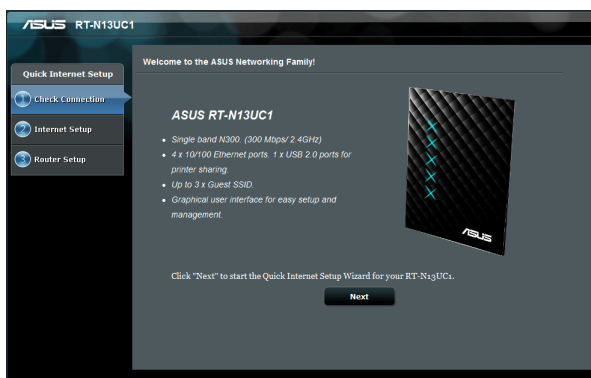 ASUS RT-N13UC1
Quick Internet Setup
1 Check Connection
2 Internet Setup
3 Router Setup
Welcome to the ASUS Networking Family!
ASUS RT-N13UC1
• Single band N300. (300 Mbps/ 2.4GHz)
• 4 x 10/100 Ethernet ports. 1 x USB 2.0 ports for
printer sharing.
• Up to 3 x Guest SSID.
• Graphical user interface for easy setup and
management.
ASUS
Click "Next" to start the Quick Internet Setup Wizard for your RT-N13UC1.
Next